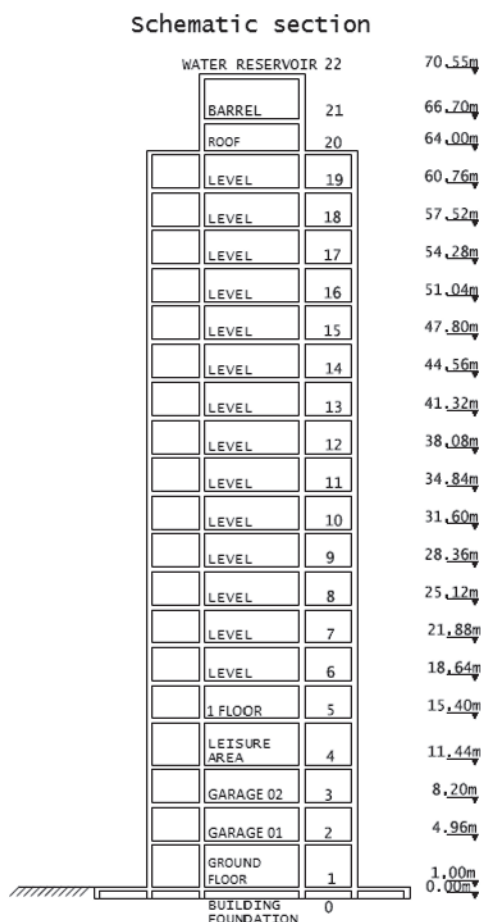 Schematic section
WATER RESERVOIR 22 70.55m
BARREL 21 66.70m
ROOF 20 64.00m
LEVEL 19 60.76m
LEVEL 18 57.52m
LEVEL 17 54.28m
LEVEL 16 51.04m
LEVEL 15 47.80m
LEVEL 14 44.56m
LEVEL 13 41.32m
LEVEL 12 38.08m
LEVEL 11 34.84m
LEVEL 10 31.60m
LEVEL 9 28.36m
LEVEL 8 25.12m
LEVEL 7 21.88m
LEVEL 6 18.64m
1 FLOOR 5 15.40m
LEISURE
AREA 4 11.44m
GARAGE 02 3 8.20m
GARAGE 01 2 4.96m
GROUND
FLOOR 1 1.00m
0.00m
BUILDING 0
FOUNDATION